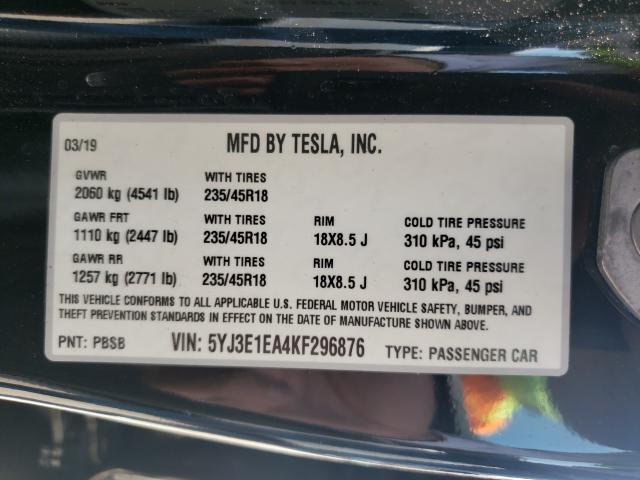 03/19 MFD BY TESLA, INC.
GVWR WITH TIRES
2060 kg (4541 lb) 235/45R18
GAWR FRT WITH TIRES RIM COLD TIRE PRESSURE
1110 kg (2447 lb) 235/45R18 18X8.5 J 310 kPa, 45 psi
GAWR RR WITH TIRES RIM COLD TIRE PRESSURE
1257 kg (2771 lb) 235/45R18 18X8.5 J 310 kPa, 45 psi
THIS VEHICLE CONFORMS TO ALL APPLICABLE U.S. FEDERAL MOTOR VEHICLE SAFETY, BUMPER, AND
THEFT PREVENTION STANDARDS IN EFFECT ON THE DATE OF MANUFACTURE SHOWN ABOVE.
PNT: PBSB VIN: 5YJ3E1EA4KF296876 TYPE: PASSENGER CAR